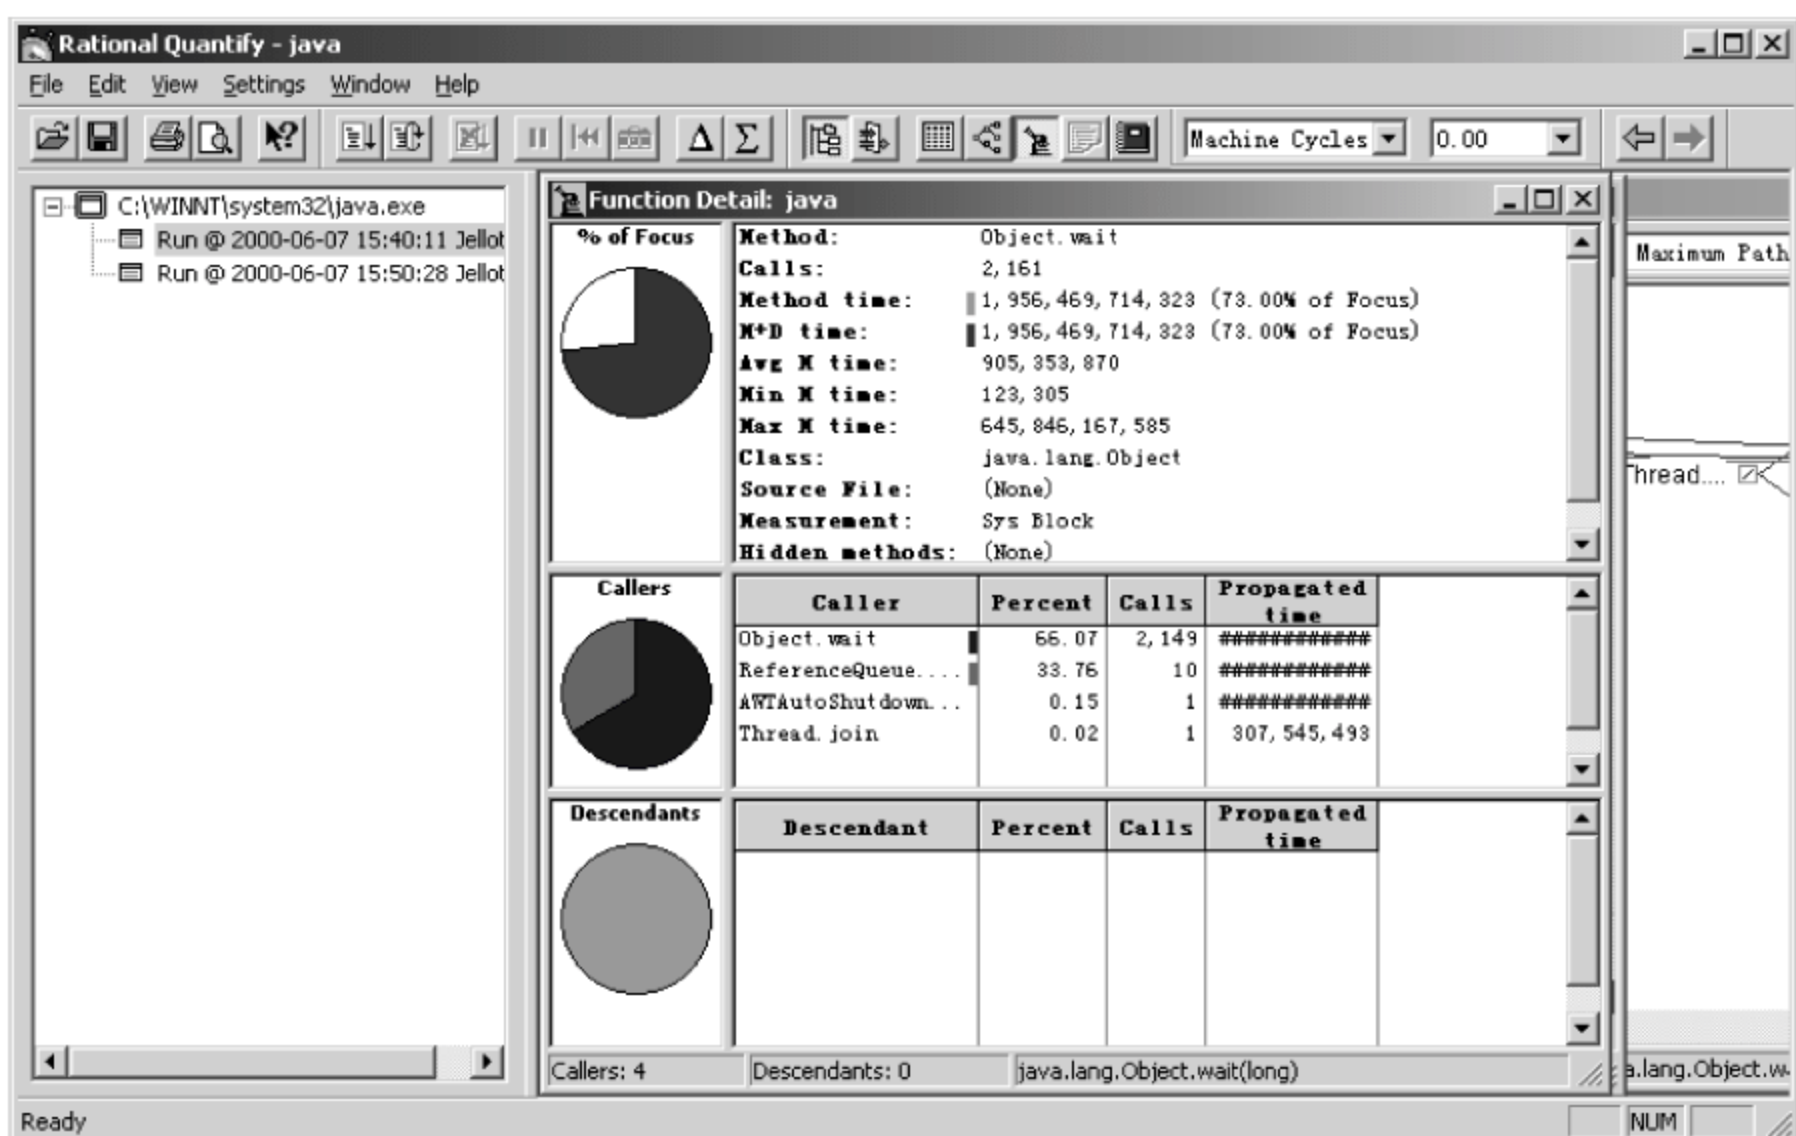 Rational Quantify - java
File Edit View Settings Window Help
Machine Cycles 0.00
C:\WINNT\system32\java.exe
Run @ 2000-06-07 15:40:11 Jellot
Run @ 2000-06-07 15:50:28 Jellot
Function Detail: java
% of Focus
Method: Object.wait
Calls: 2,161
Method time: 1,956,469,714,323 (73.00% of Focus)
M+D time: 1,956,469,714,323 (73.00% of Focus)
Avg M time: 905,353,870
Min M time: 123,305
Max M time: 645,846,167,585
Class: java.lang.Object
Source File: (None)
Measurement: Sys Block
Hidden methods: (None)
Callers
Caller Percent Calls Propagated time
Object.wait 66.07 2,149 ############
ReferenceQueue.... 33.76 10 ############
AWTAutoShutdown... 0.15 1 ############
Thread.join 0.02 1 307,545,493
Descendants
Descendant Percent Calls Propagated time
Callers: 4 Descendants: 0 java.lang.Object.wait(long)
Maximum Path
hread....
a.lang.Object.w
Ready NUM